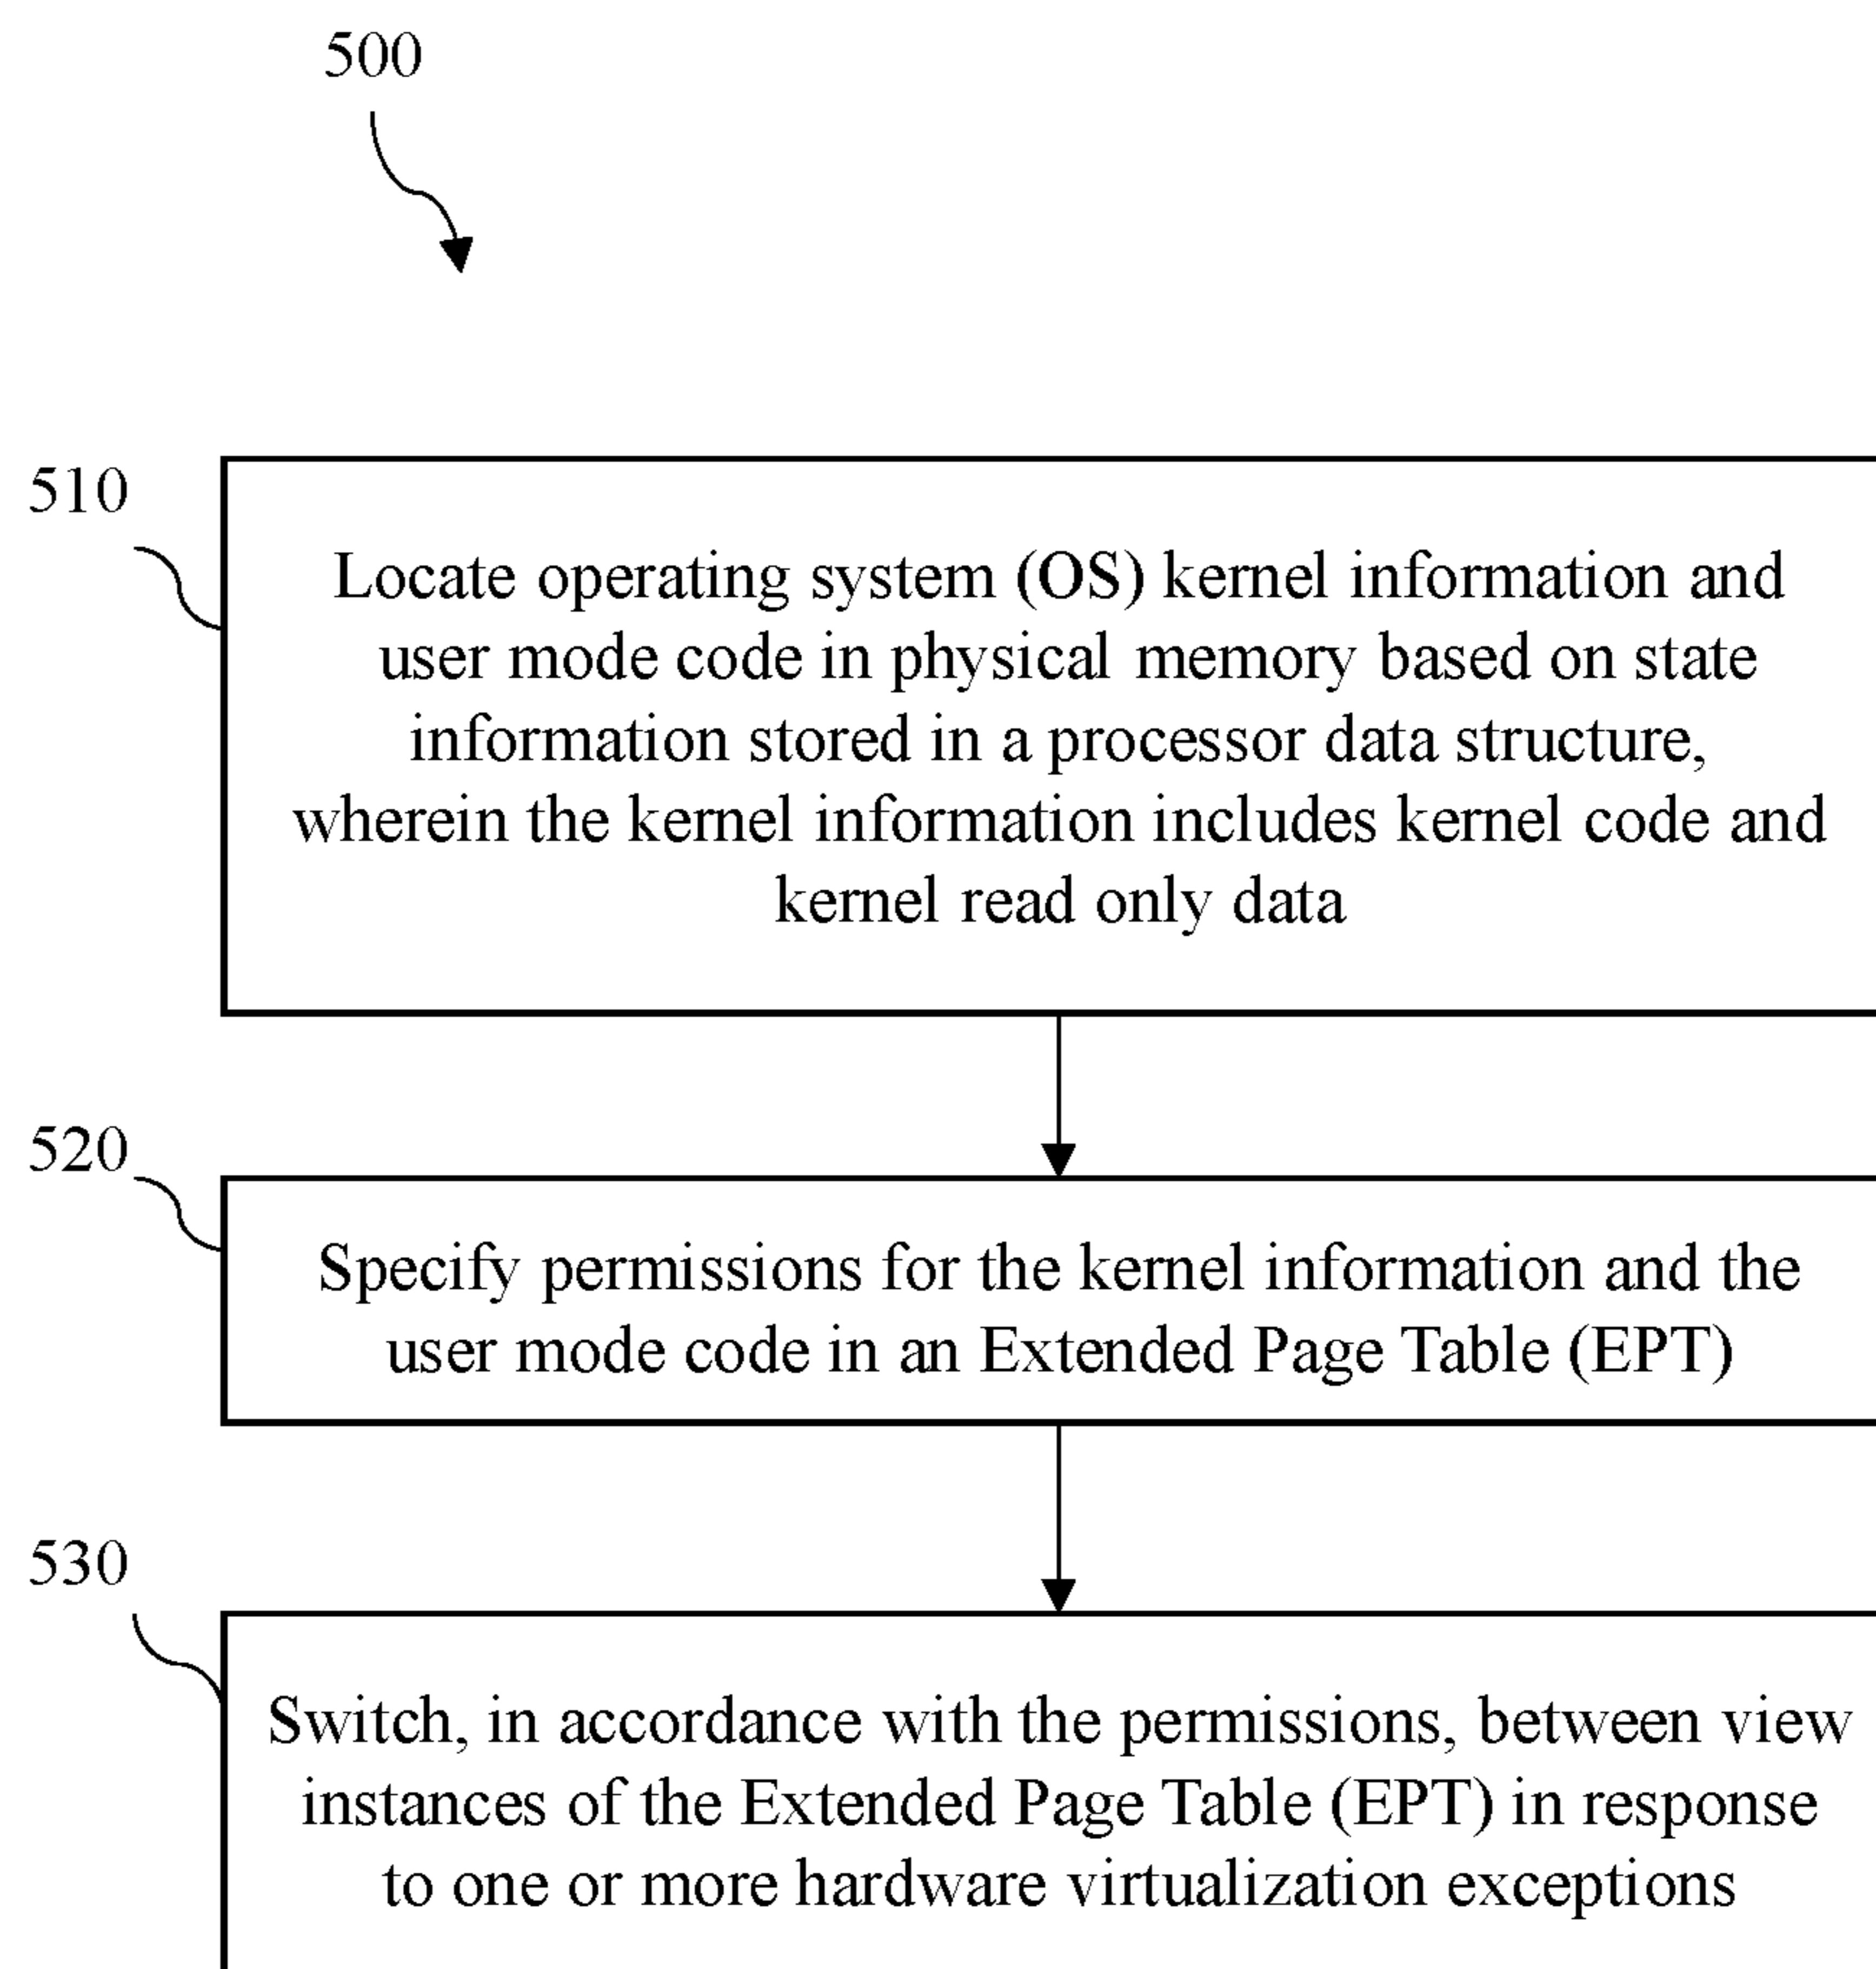 500
510
Locate operating system (OS) kernel information and
user mode code in physical memory based on state
information stored in a processor data structure,
wherein the kernel information includes kernel code and
kernel read only data
520
Specify permissions for the kernel information and the
user mode code in an Extended Page Table (EPT)
530
Switch, in accordance with the permissions, between view
instances of the Extended Page Table (EPT) in response
to one or more hardware virtualization exceptions